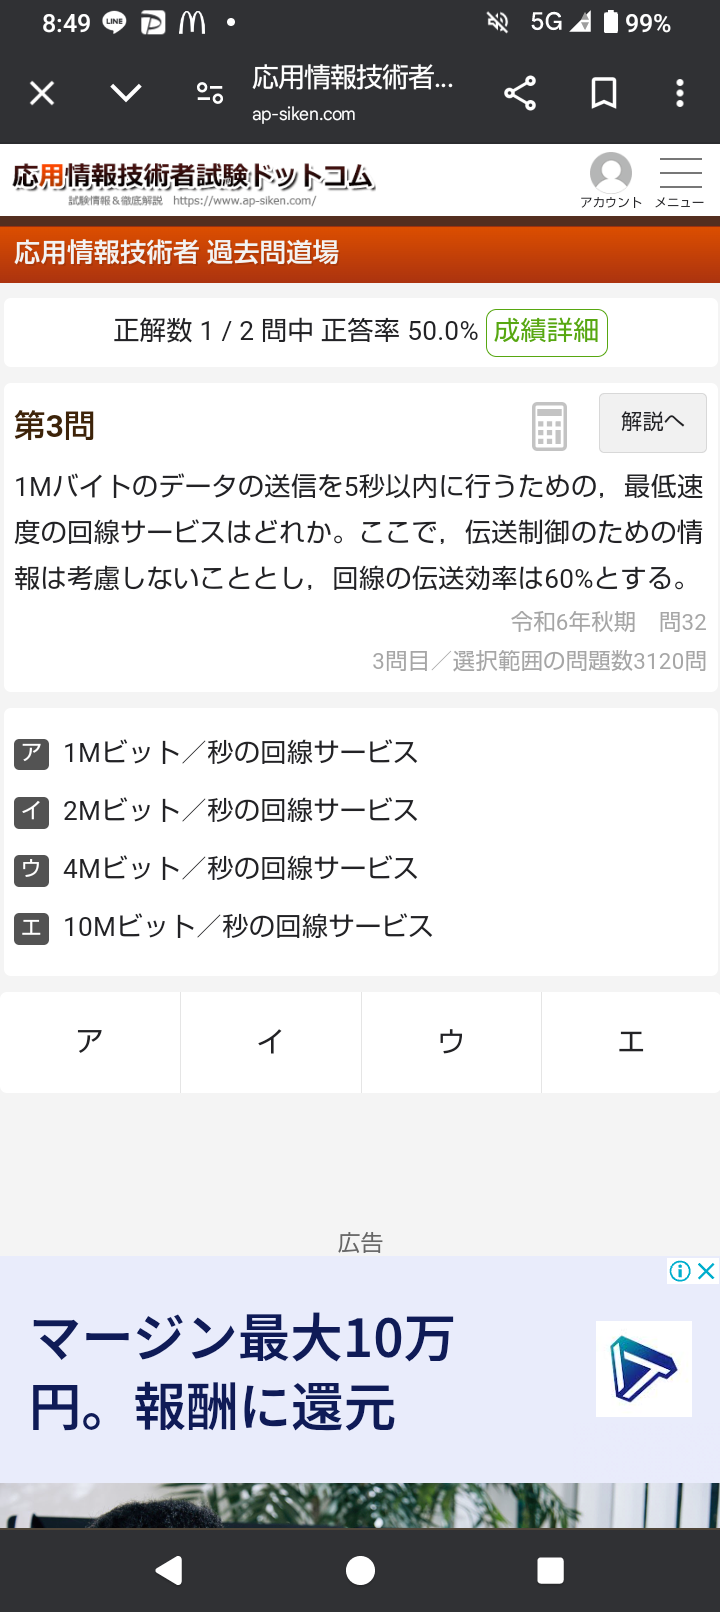 8:49 LINE 5G 99%
応用情報技術者...
ap-siken.com
応用情報技術者試験ドットコム
試験情報＆徹底解説 https://www.ap-siken.com/
アカウント メニュー
応用情報技術者 過去問道場
正解数 1 / 2 問中 正答率 50.0% 成績詳細
第3問 解説へ
1Mバイトのデータの送信を5秒以内に行うための，最低速
度の回線サービスはどれか。ここで，伝送制御のための情
報は考慮しないこととし，回線の伝送効率は60%とする。
令和6年秋期 問32
3問目／選択範囲の問題数3120問
ア 1Mビット／秒の回線サービス
イ 2Mビット／秒の回線サービス
ウ 4Mビット／秒の回線サービス
エ 10Mビット／秒の回線サービス
ア イ ウ エ
広告
マージン最大10万
円。報酬に還元